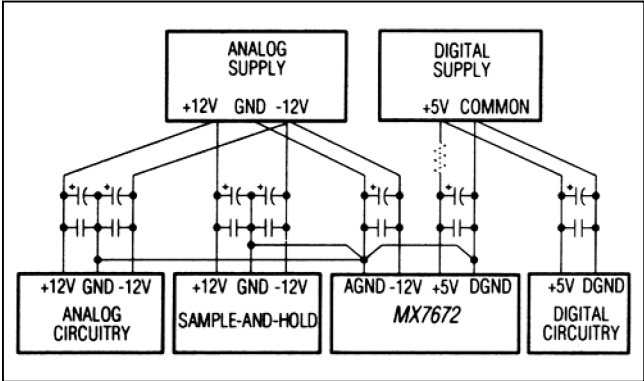 ANALOG
SUPPLY
+12V GND -12V
DIGITAL
SUPPLY
+5V COMMON
+ + + + + + +
+12V GND -12V
ANALOG
CIRCUITRY
+12V GND -12V
SAMPLE-AND-HOLD
AGND -12V +5V DGND
MX7672
+5V DGND
DIGITAL
CIRCUITRY